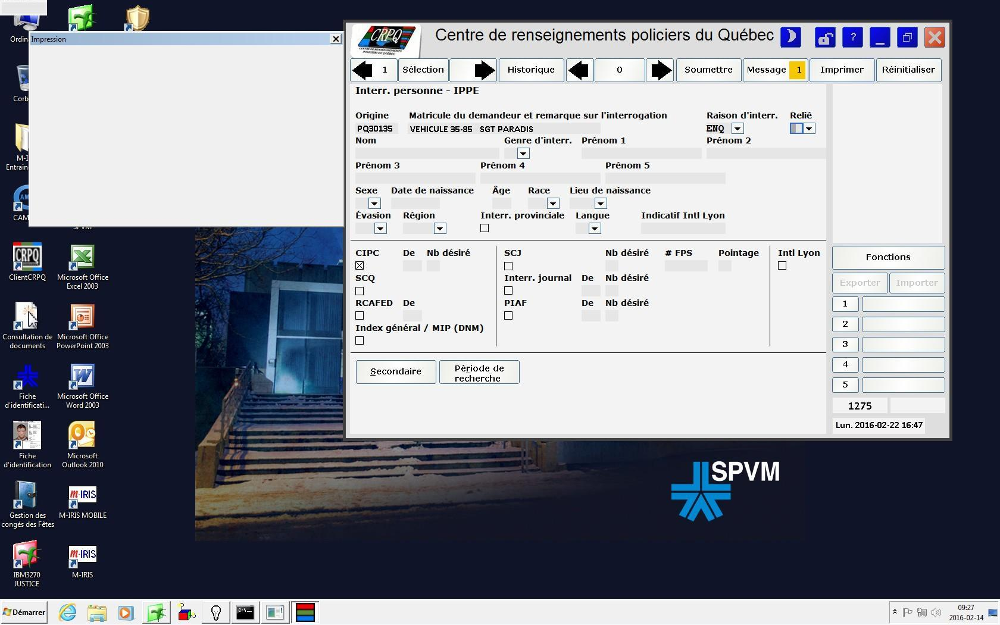 Impression
CRPQ
CENTRE DE RENSEIGNEMENTS
POLICIERS DU QUÉBEC
Centre de renseignements policiers du Québec
?
1
Sélection
Historique
0
Soumettre
Message 1
Imprimer
Réinitialiser
Interr. personne - IPPE
Origine Matricule du demandeur et remarque sur l'interrogation Raison d'interr. Relié
PQ30135 VEHICULE 35-85 SGT PARADIS ENQ
Nom Genre d'interr. Prénom 1 Prénom 2
Prénom 3 Prénom 4 Prénom 5
Sexe Date de naissance Âge Race Lieu de naissance
Évasion Région Interr. provinciale Langue Indicatif Intl Lyon
CIPC De Nb désiré SCJ Nb désiré # FPS Pointage Intl Lyon
SCQ Interr. journal De Nb désiré
RCAFED De PIAF De Nb désiré
Index général / MIP (DNM)
Secondaire
Période de
recherche
Fonctions
Exporter Importer
1
2
3
4
5
1275
Lun. 2016-02-22 16:47
Ordin
Corb
M-I
Entrain
CAM
SPVM
CRPQ
ClientCRPQ
Microsoft Office
Excel 2003
Consultation de
documents
Microsoft Office
PowerPoint 2003
Fiche
d'identificati...
Microsoft Office
Word 2003
Fiche
d'identification
Microsoft
Outlook 2010
Gestion des
congés des Fêtes
m-IRIS
M-IRIS MOBILE
IBM3270
JUSTICE
m-IRIS
M-IRIS
SPVM
Démarrer
C:\
09:27
2016-02-14